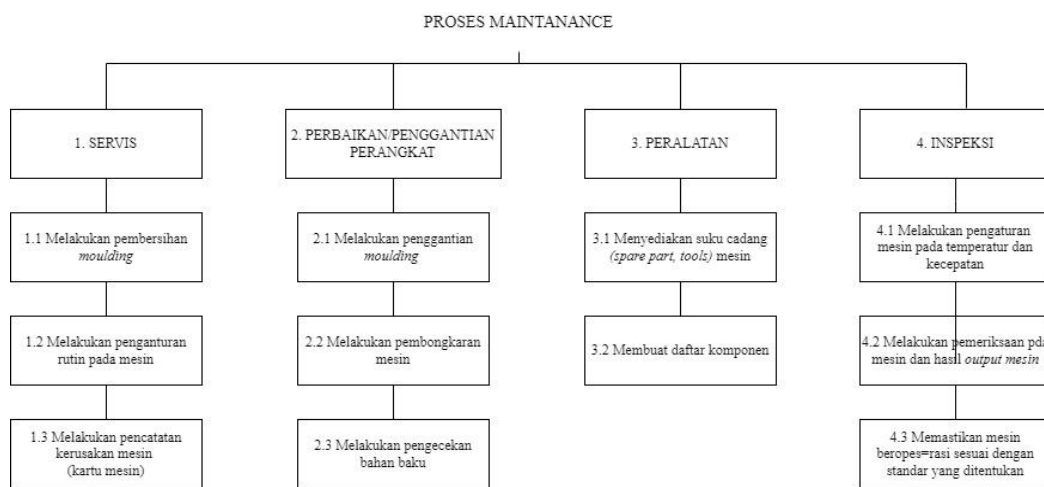 PROSES MAINTANANCE
1. SERVIS
2. PERBAIKAN/PENGGANTIAN
PERANGKAT
3. PERALATAN
4. INSPEKSI
1.1 Melakukan pembersihan
moulding
2.1 Melakukan penggantian
moulding
3.1 Menyediakan suku cadang
(spare part, tools) mesin
4.1 Melakukan pengaturan
mesin pada temperatur dan
kecepatan
1.2 Melakukan penganturan
rutin pada mesin
2.2 Melakukan pembongkaran
mesin
3.2 Membuat daftar komponen
4.2 Melakukan pemeriksaan pda
mesin dan hasil output mesin
1.3 Melakukan pencatatan
kerusakan mesin
(kartu mesin)
2.3 Melakukan pengecekan
bahan baku
4.3 Memastikan mesin
beropes=rasi sesuai dengan
standar yang ditentukan